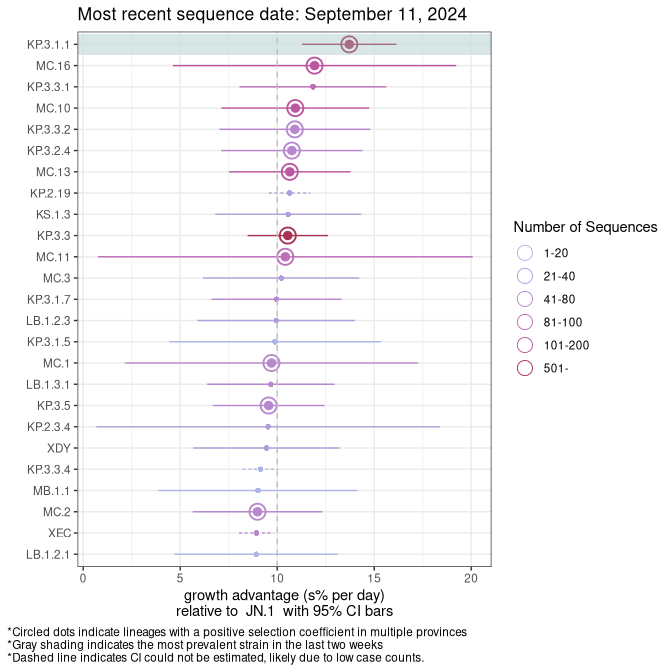 Most recent sequence date: September 11, 2024
KP.3.1.1
MC.16
KP.3.3.1
MC.10
KP.3.3.2
KP.3.2.4
MC.13
KP.2.19
KS.1.3
KP.3.3
MC.11
MC.3
KP.3.1.7
LB.1.2.3
KP.3.1.5
MC.1
LB.1.3.1
KP.3.5
KP.2.3.4
XDY
KP.3.3.4
MB.1.1
MC.2
XEC
LB.1.2.1
0 5 10 15 20
growth advantage (s% per day)
relative to JN.1 with 95% CI bars
Number of Sequences
1-20
21-40
41-80
81-100
101-200
501-
*Circled dots indicate lineages with a positive selection coefficient in multiple provinces
*Gray shading indicates the most prevalent strain in the last two weeks
*Dashed line indicates CI could not be estimated, likely due to low case counts.